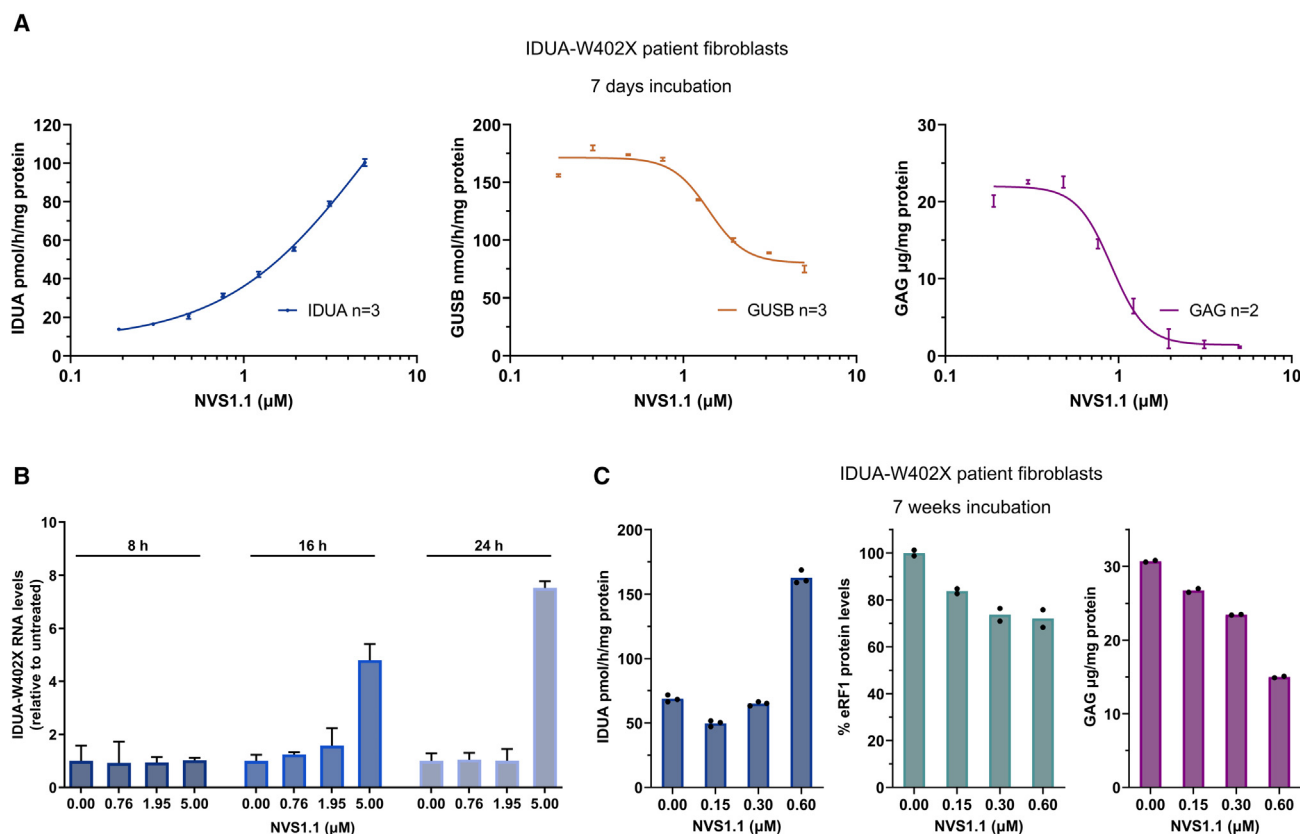 A
IDUA-W402X patient fibroblasts
7 days incubation
IDUA pmol/h/mg protein
120
100
80
60
40
20
0
0.1
1
10
NVS1.1 (µM)
IDUA n=3
GUSB nmol/h/mg protein
200
150
100
50
0
0.1
1
10
NVS1.1 (µM)
GUSB n=3
GAG µg/mg protein
30
20
10
0
0.1
1
10
NVS1.1 (µM)
GAG n=2
B
IDUA-W402X RNA levels
(relative to untreated)
10
8
6
4
2
0
8 h
16 h
24 h
0.00 0.76 1.95 5.00
0.00 0.76 1.95 5.00
0.00 0.76 1.95 5.00
NVS1.1 (µM)
C
IDUA-W402X patient fibroblasts
7 weeks incubation
IDUA pmol/h/mg protein
200
150
100
50
0
0.00 0.15 0.30 0.60
NVS1.1 (µM)
% eRF1 protein levels
100
80
60
40
20
0
0.00 0.15 0.30 0.60
NVS1.1 (µM)
GAG µg/mg protein
30
20
10
0
0.00 0.15 0.30 0.60
NVS1.1 (µM)